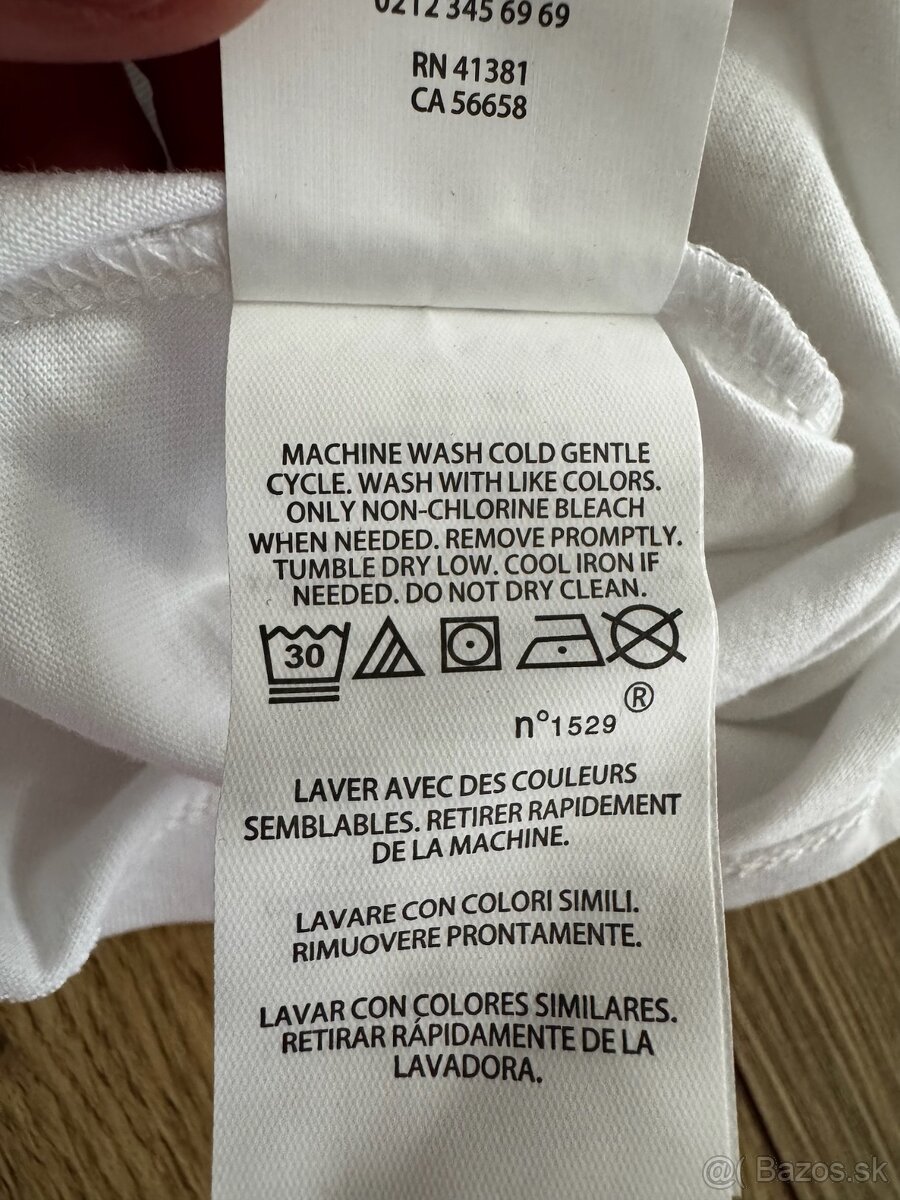 0212 345 69 69
RN 41381
CA 56658
MACHINE WASH COLD GENTLE
CYCLE. WASH WITH LIKE COLORS.
ONLY NON-CHLORINE BLEACH
WHEN NEEDED. REMOVE PROMPTLY.
TUMBLE DRY LOW. COOL IRON IF
NEEDED. DO NOT DRY CLEAN.
30
n°1529 ®
LAVER AVEC DES COULEURS
SEMBLABLES. RETIRER RAPIDEMENT
DE LA MACHINE.
LAVARE CON COLORI SIMILI.
RIMUOVERE PRONTAMENTE.
LAVAR CON COLORES SIMILARES.
RETIRAR RÁPIDAMENTE DE LA
LAVADORA.
@( Bazos.sk